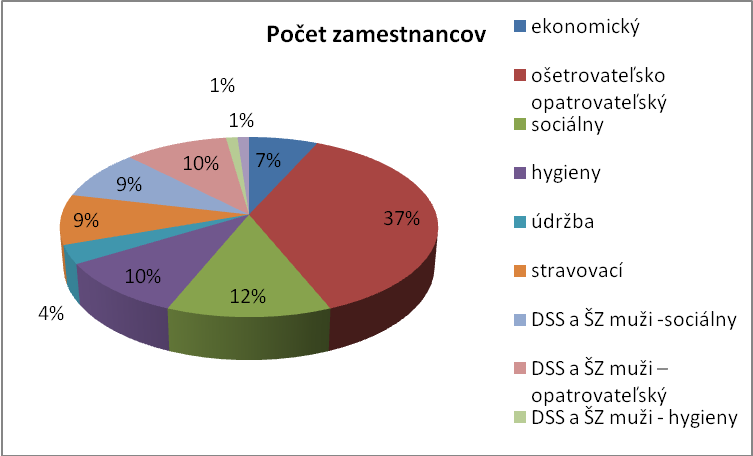 Počet zamestnancov
1%
1%
7%
10%
9%
37%
9%
10%
12%
4%
ekonomický
ošetrovateľsko
opatrovateľský
sociálny
hygieny
údržba
stravovací
DSS a ŠZ muži -sociálny
DSS a ŠZ muži –
opatrovateľský
DSS a ŠZ muži - hygieny